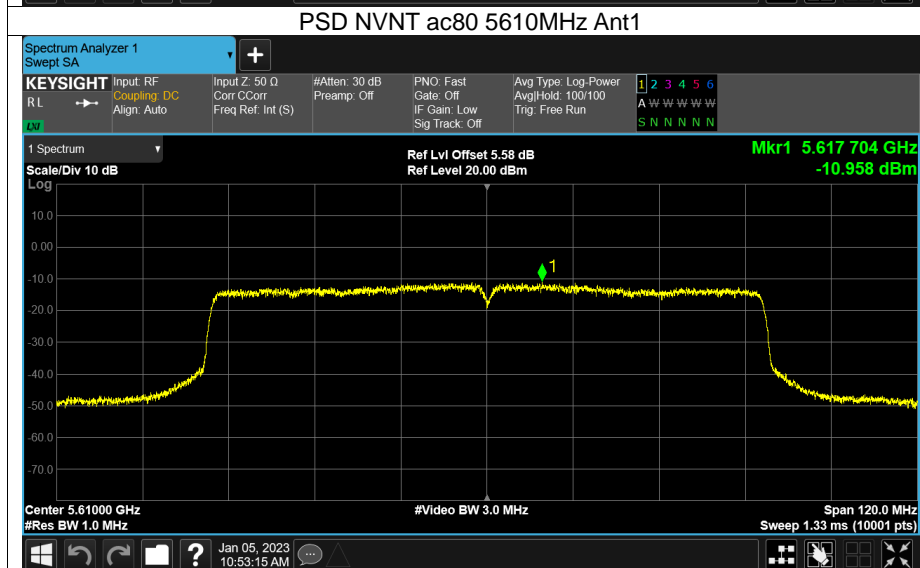 PSD NVNT ac80 5610MHz Ant1
Spectrum Analyzer 1
Swept SA
+
KEYSIGHT
R L
LXI
Input: RF
Coupling: DC
Align: Auto
Input Z: 50 Ω
Corr CCorr
Freq Ref: Int (S)
#Atten: 30 dB
Preamp: Off
PNO: Fast
Gate: Off
IF Gain: Low
Sig Track: Off
Avg Type: Log-Power
Avg|Hold: 100/100
Trig: Free Run
1 2 3 4 5 6
A W W W W W
S N N N N N
1 Spectrum
Scale/Div 10 dB
Ref Lvl Offset 5.58 dB
Ref Level 20.00 dBm
Mkr1 5.617 704 GHz
-10.958 dBm
Log
10.0
0.00
-10.0
-20.0
-30.0
-40.0
-50.0
-60.0
-70.0
1
Center 5.61000 GHz
#Res BW 1.0 MHz
#Video BW 3.0 MHz
Span 120.0 MHz
Sweep 1.33 ms (10001 pts)
?
Jan 05, 2023
10:53:15 AM